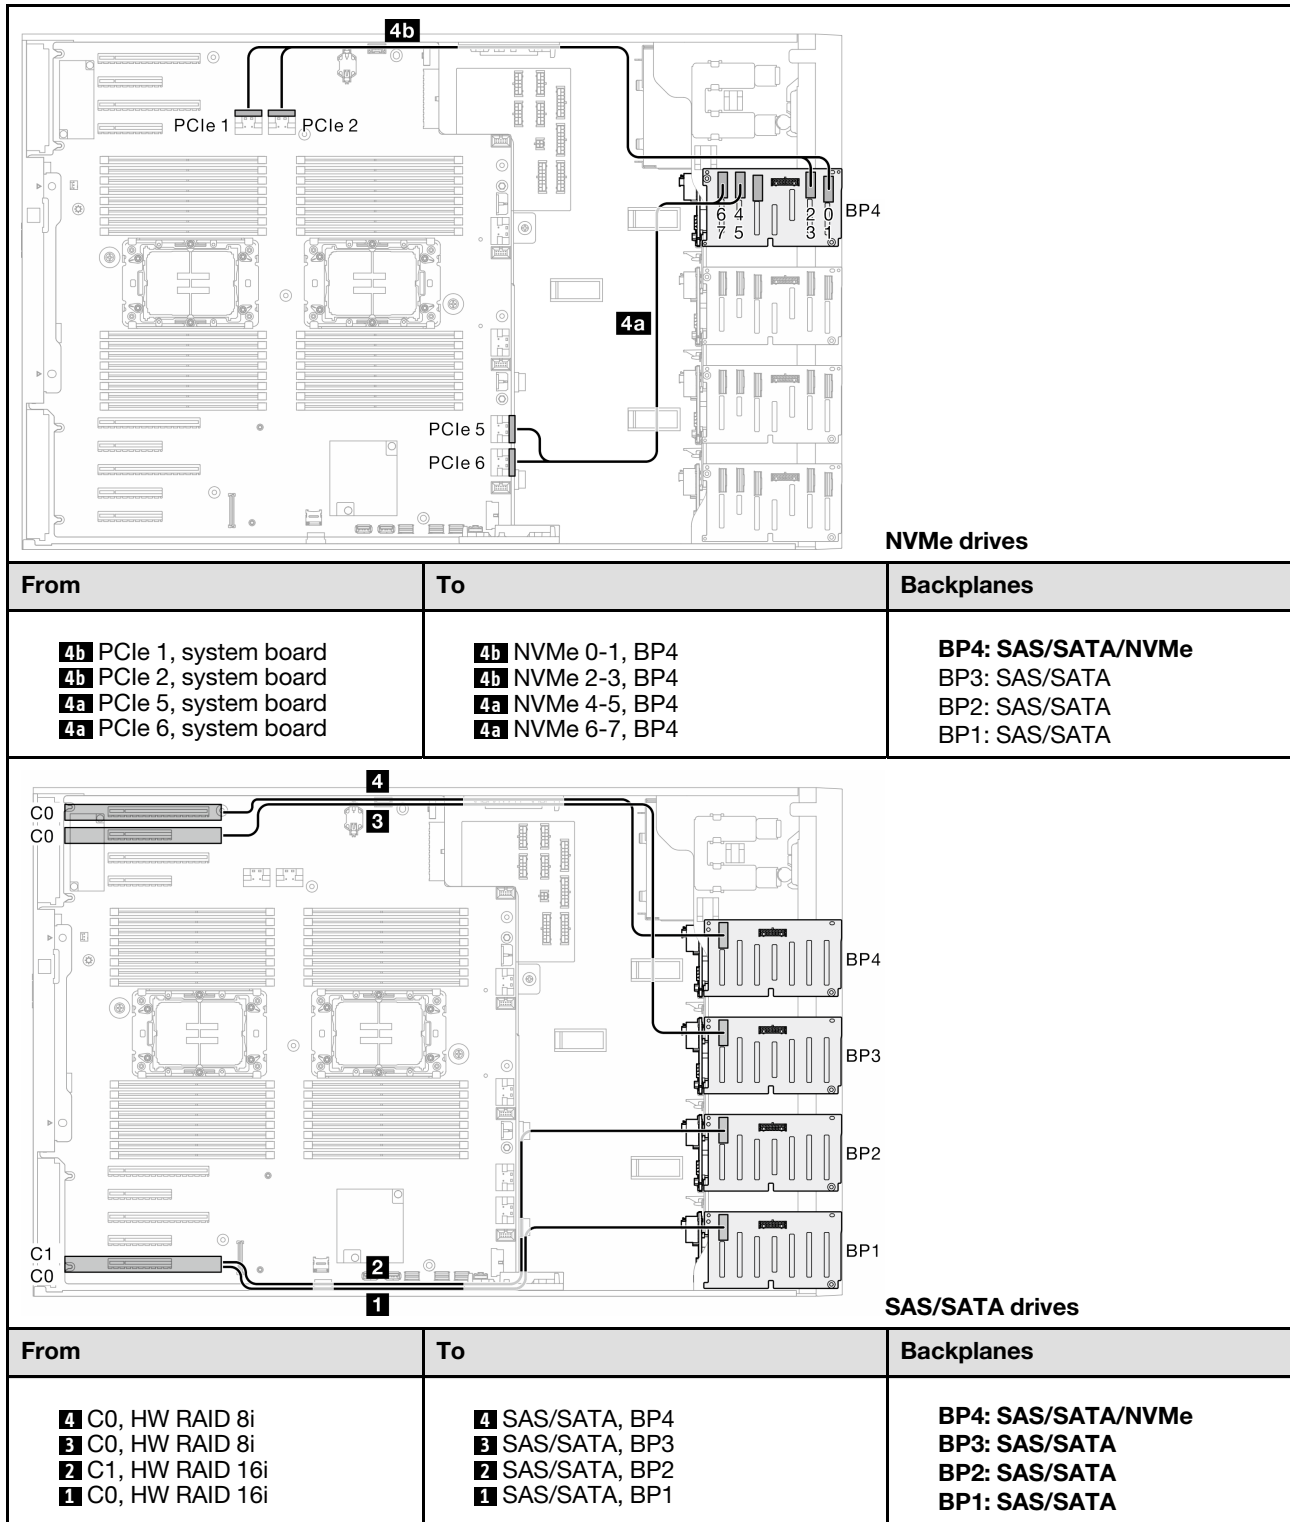 4b
PCIe 1
PCIe 2
6 4 2 0
7 5 3 1
BP4
4a
PCIe 5
PCIe 6
NVMe drives
From To Backplanes
4b PCIe 1, system board
4b PCIe 2, system board
4a PCIe 5, system board
4a PCIe 6, system board
4b NVMe 0-1, BP4
4b NVMe 2-3, BP4
4a NVMe 4-5, BP4
4a NVMe 6-7, BP4
BP4: SAS/SATA/NVMe
BP3: SAS/SATA
BP2: SAS/SATA
BP1: SAS/SATA
4
C0
3
C0
BP4
BP3
BP2
C1
BP1
C0
2
1
SAS/SATA drives
From To Backplanes
4 C0, HW RAID 8i
3 C0, HW RAID 8i
2 C1, HW RAID 16i
1 C0, HW RAID 16i
4 SAS/SATA, BP4
3 SAS/SATA, BP3
2 SAS/SATA, BP2
1 SAS/SATA, BP1
BP4: SAS/SATA/NVMe
BP3: SAS/SATA
BP2: SAS/SATA
BP1: SAS/SATA